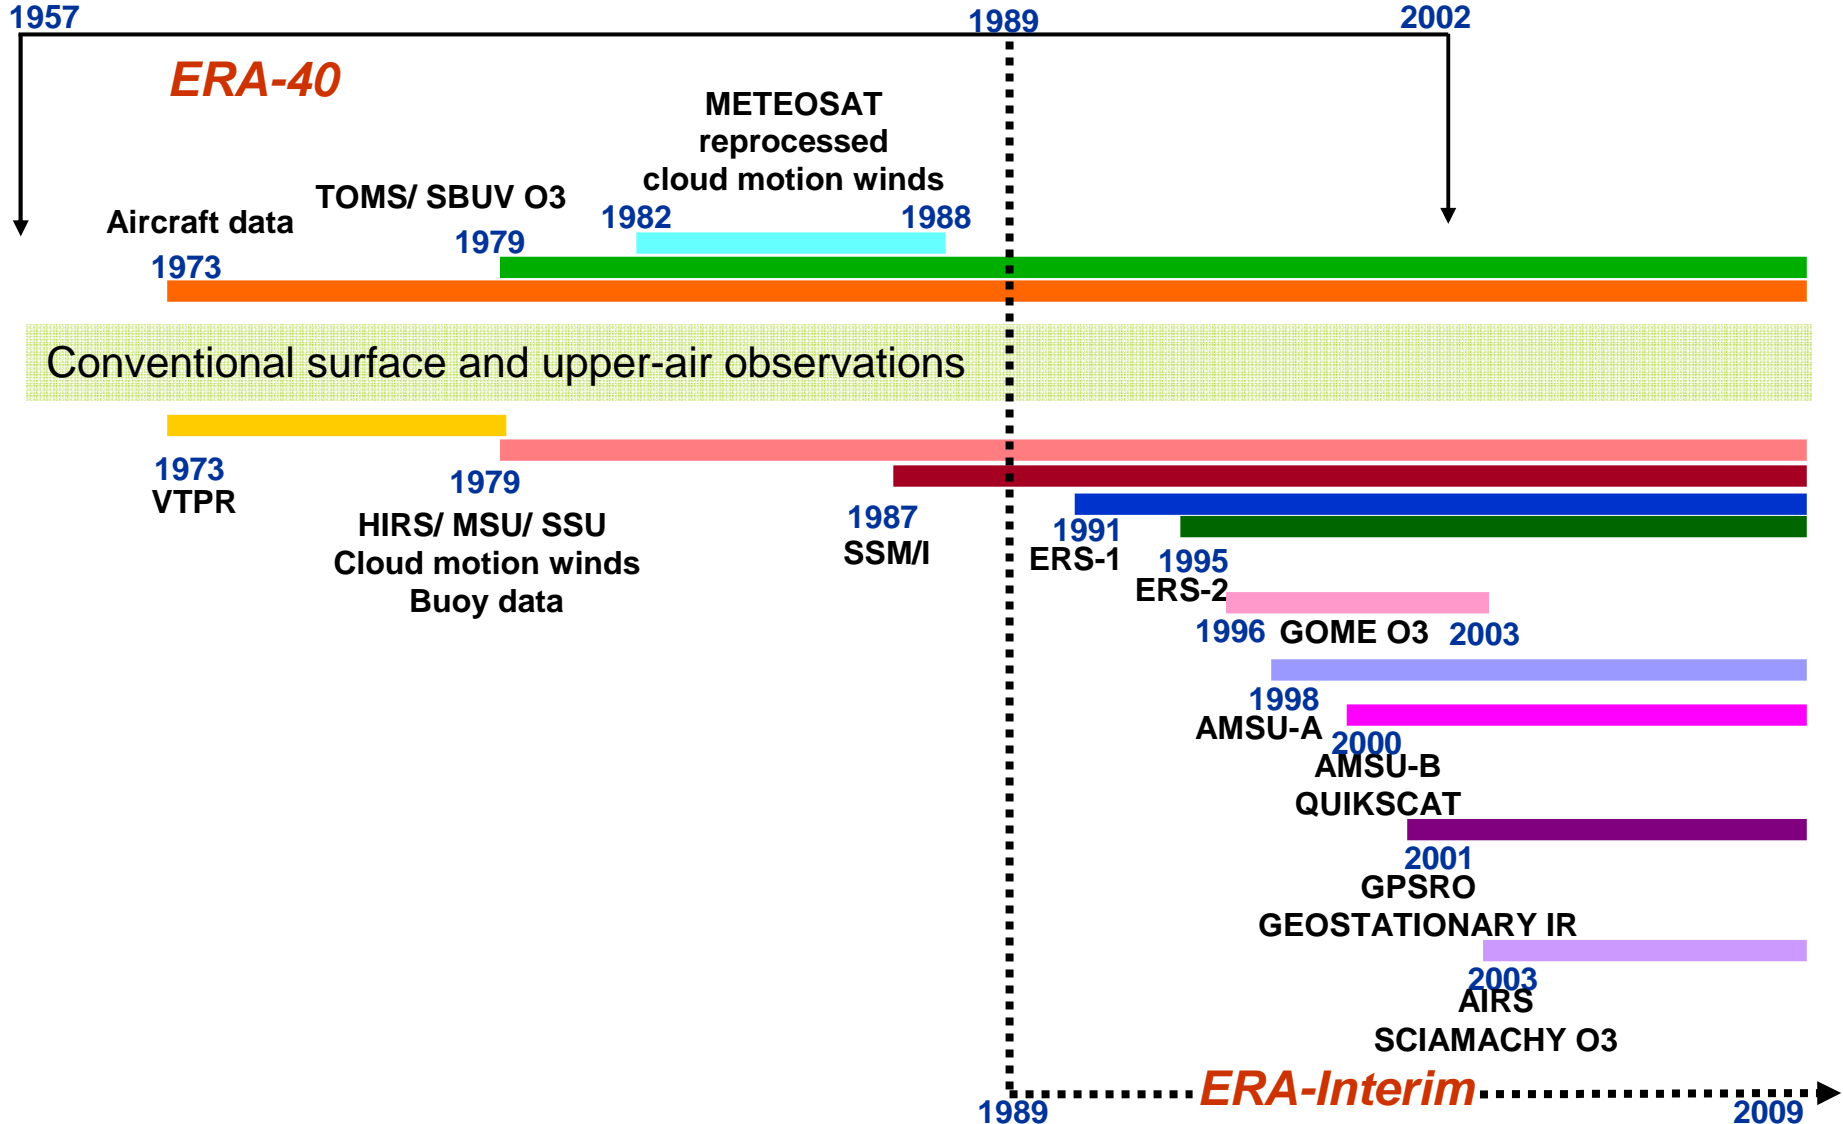 1957
1989
2002
ERA-40
METEOSAT
reprocessed
cloud motion winds
TOMS/ SBUV O3
1982
1988
Aircraft data
1979
1973
Conventional surface and upper-air observations
1973
VTPR
1979
HIRS/ MSU/ SSU
Cloud motion winds
Buoy data
1987
SSM/I
1991
ERS-1
1995
ERS-2
1996
GOME O3
2003
1998
AMSU-A
2000
AMSU-B
QUIKSCAT
2001
GPSRO
GEOSTATIONARY IR
2003
AIRS
SCIAMACHY O3
ERA-Interim
1989
2009